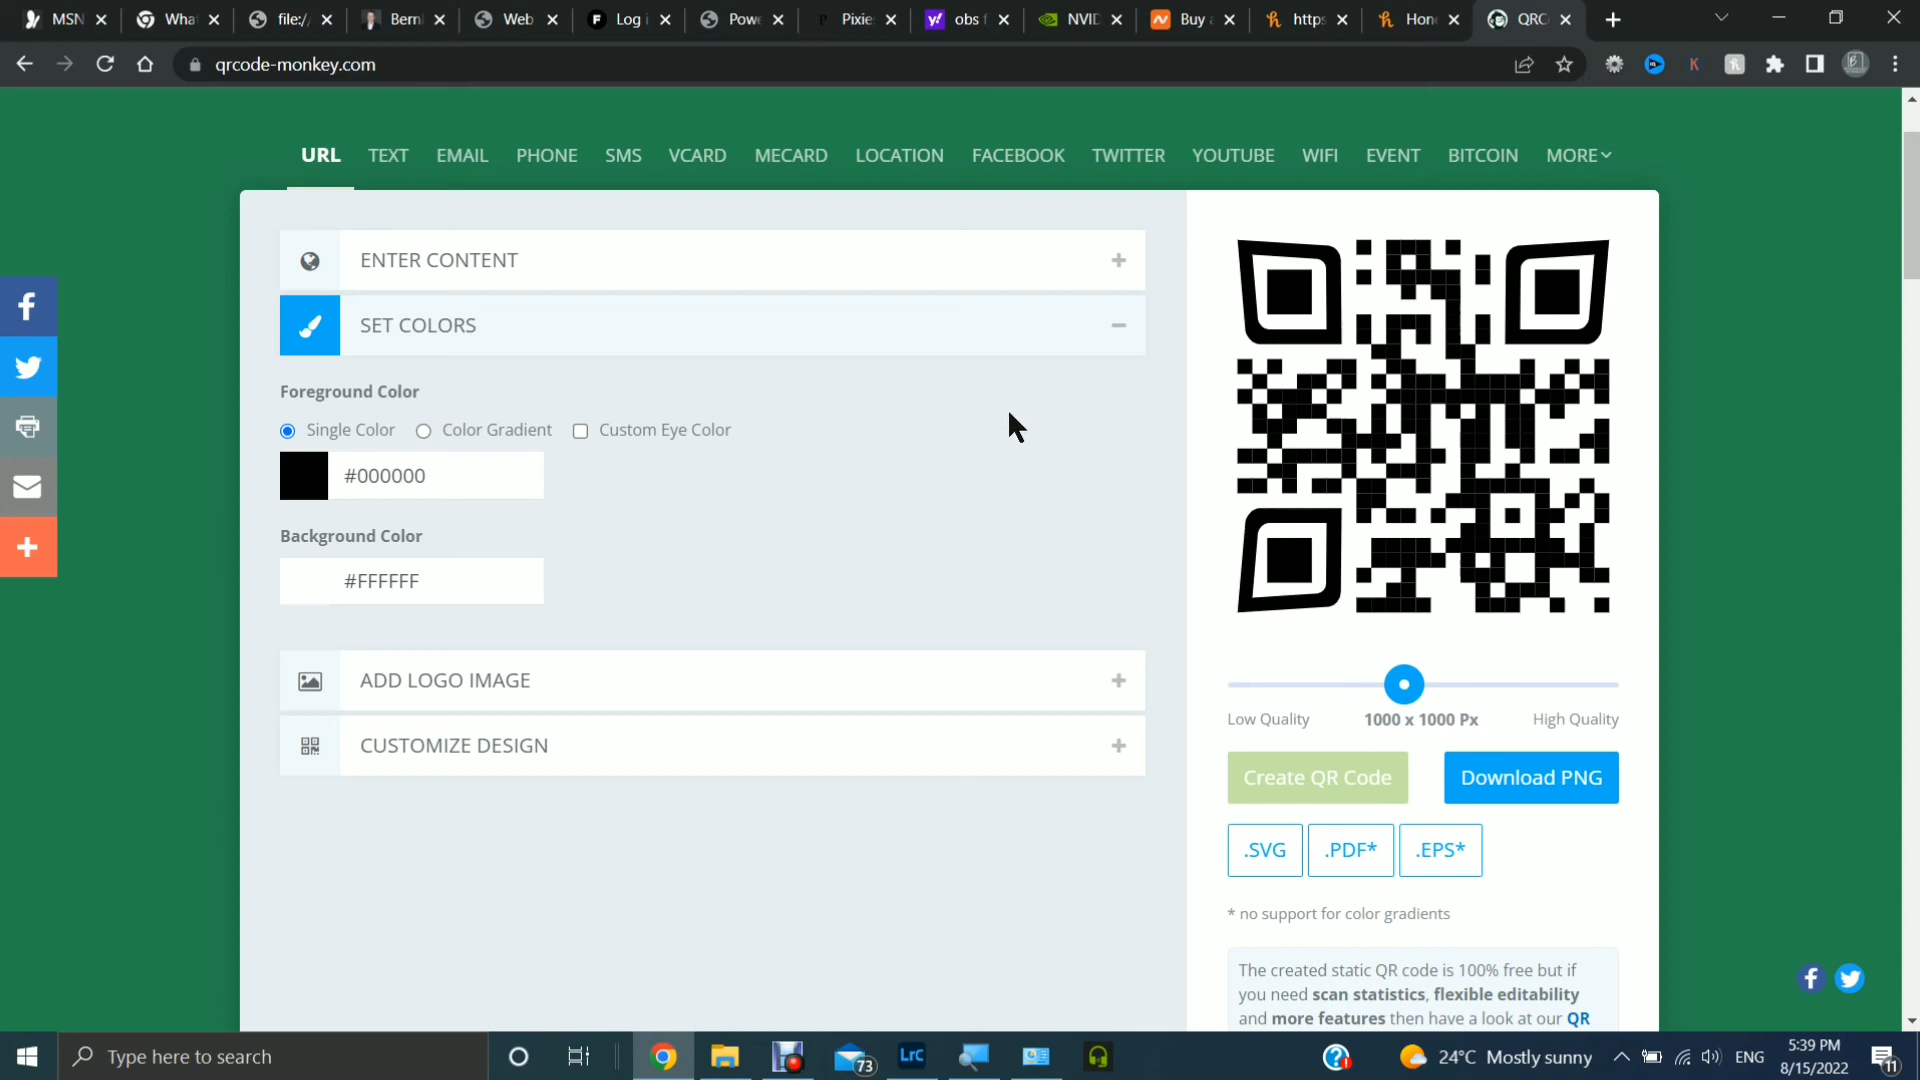 MSN
What
file:/
Bernl
Web
Log i
Powe
Pixie
obs f
NVID
Buy a
https
Hon
QRC
qrcode-monkey.com
URL TEXT EMAIL PHONE SMS VCARD MECARD LOCATION FACEBOOK TWITTER YOUTUBE WIFI EVENT BITCOIN MORE
ENTER CONTENT
SET COLORS
Foreground Color
Single Color Color Gradient Custom Eye Color
#000000
Background Color
#FFFFFF
ADD LOGO IMAGE
CUSTOMIZE DESIGN
Low Quality 1000 x 1000 Px High Quality
Create QR Code Download PNG
.SVG .PDF* .EPS*
* no support for color gradients
The created static QR code is 100% free but if
you need scan statistics, flexible editability
and more features then have a look at our QR
Type here to search
73
Lrc
24°C Mostly sunny
ENG
5:39 PM
8/15/2022
11